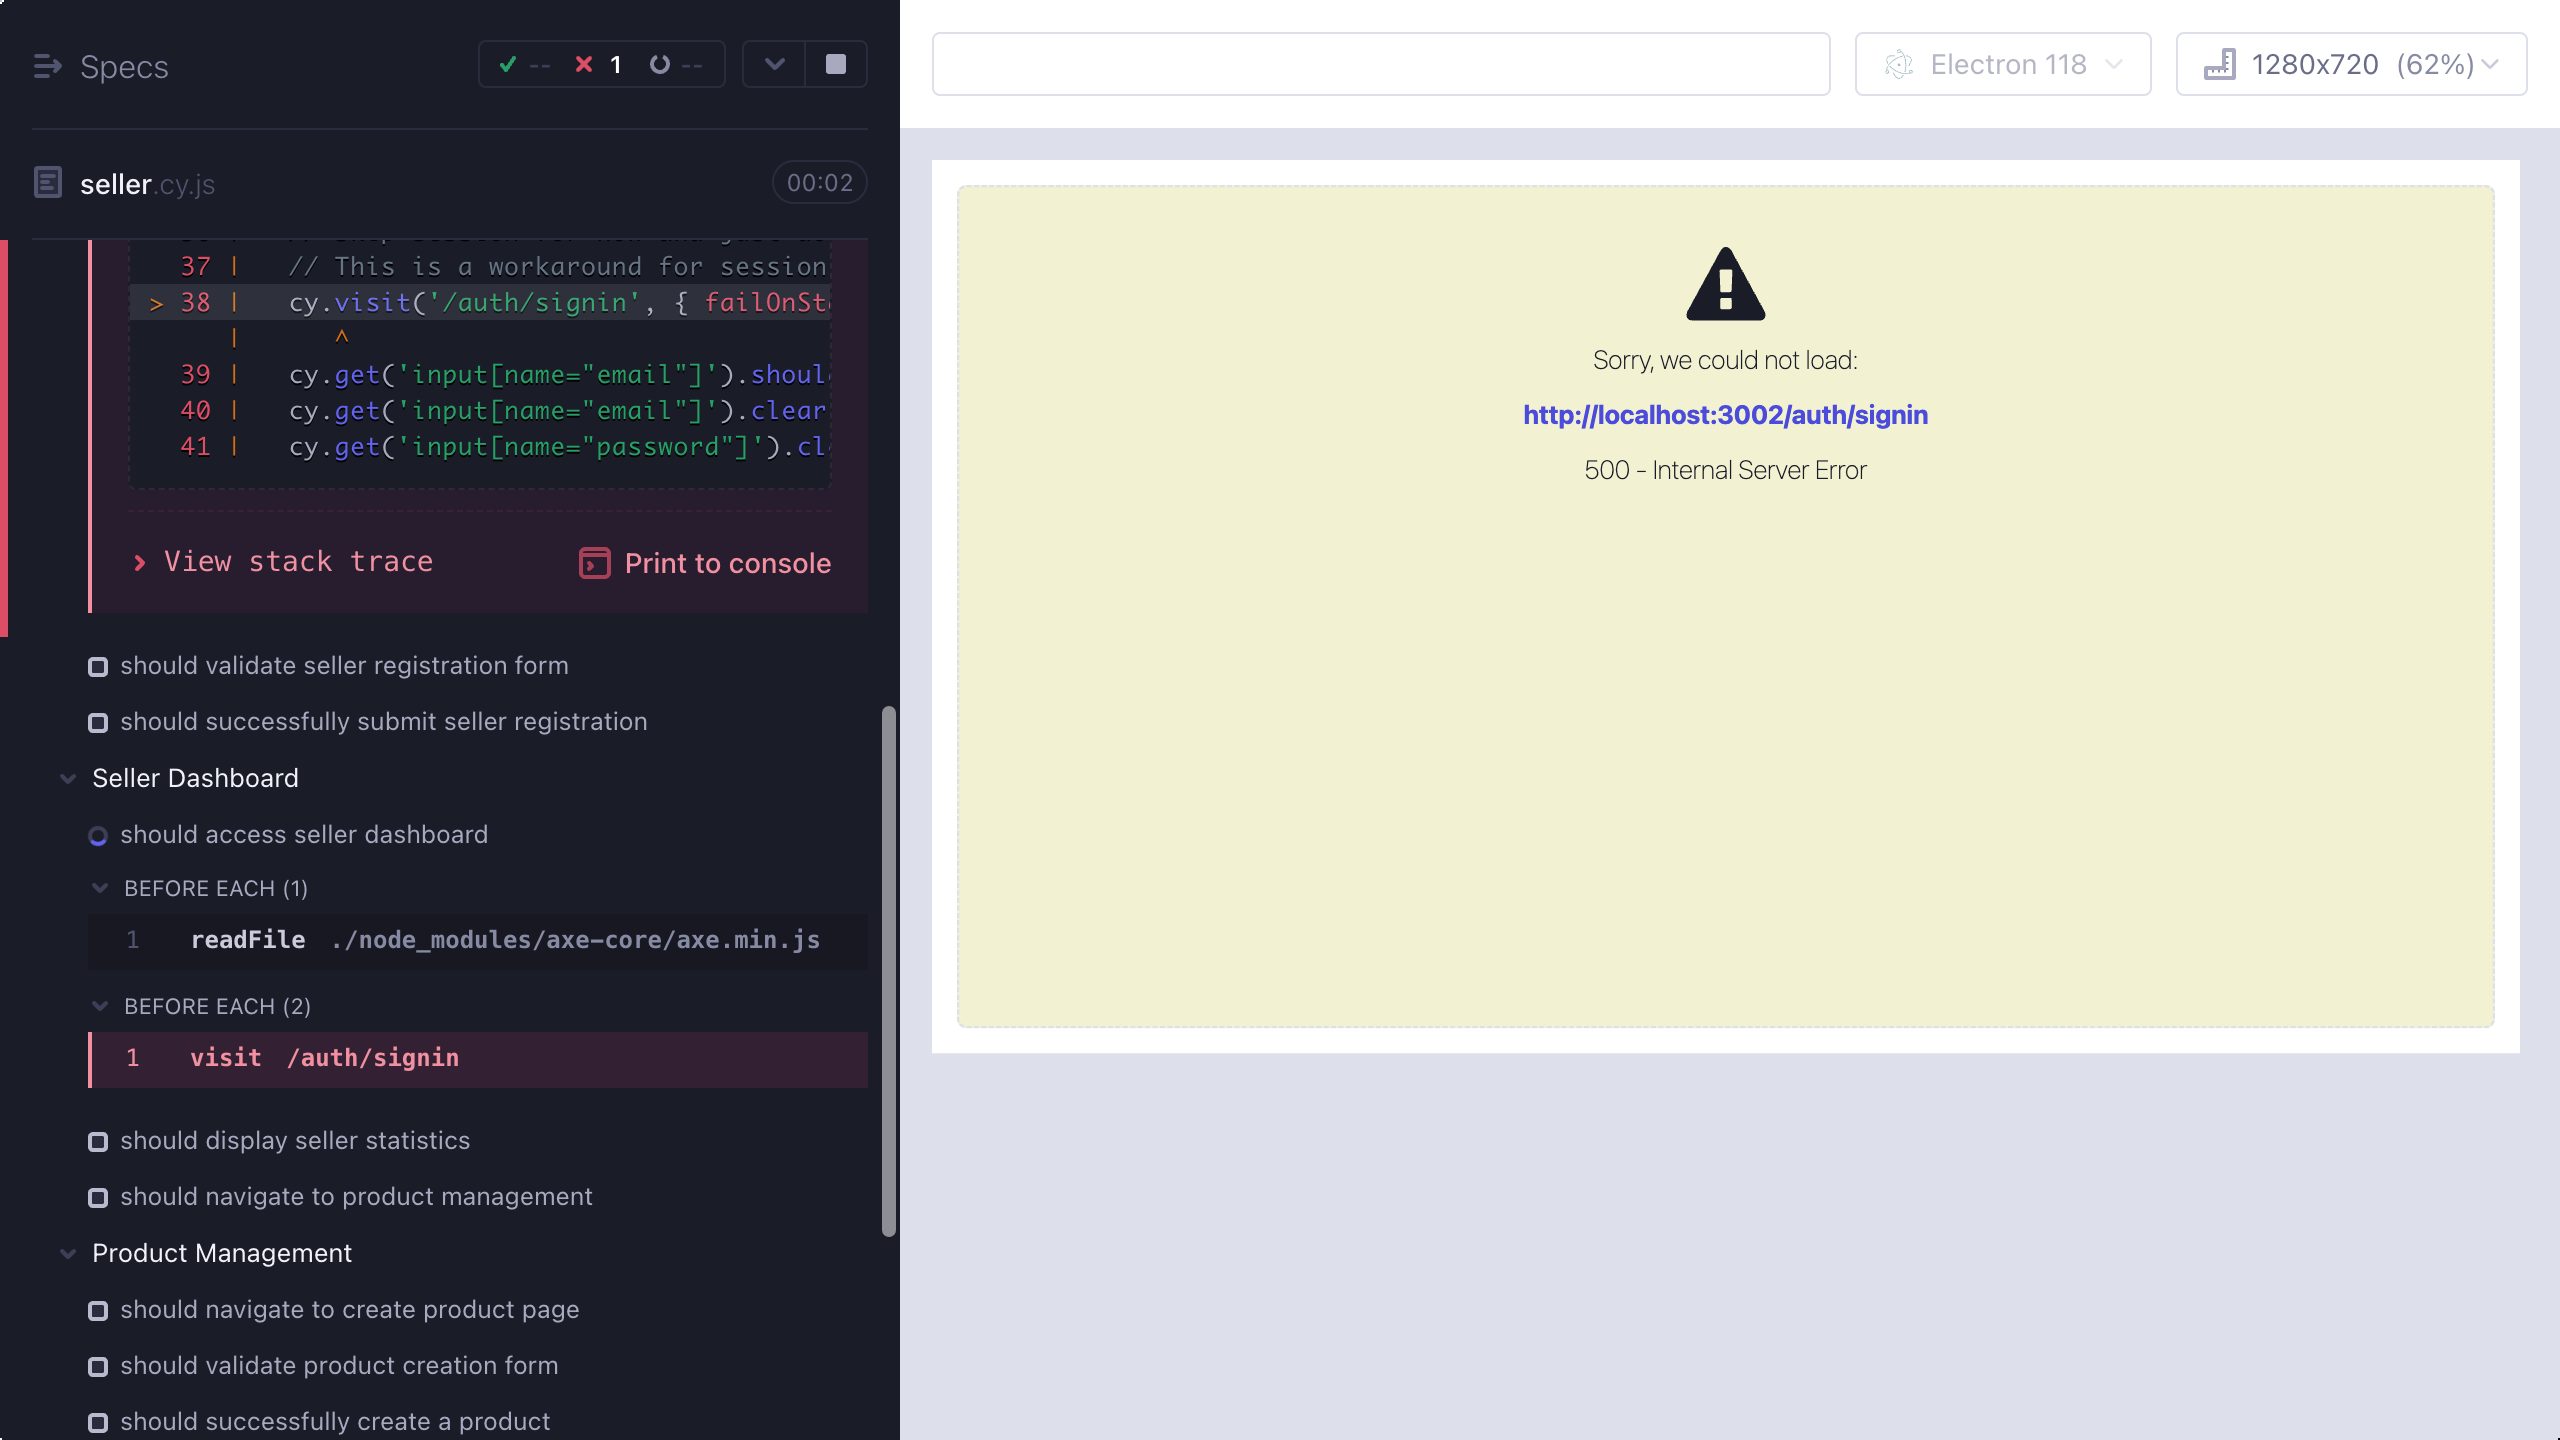 Specs
-- 1 --
Electron 118
1280x720 (62%)
seller.cy.js
00:02
37 | // This is a workaround for session
> 38 | cy.visit('/auth/signin', { failOnSt
| ^
39 | cy.get('input[name="email"]').shoul
40 | cy.get('input[name="email"]').clear
41 | cy.get('input[name="password"]').cl
View stack trace
Print to console
should validate seller registration form
should successfully submit seller registration
Seller Dashboard
should access seller dashboard
BEFORE EACH (1)
1 readFile ./node_modules/axe-core/axe.min.js
BEFORE EACH (2)
1 visit /auth/signin
should display seller statistics
should navigate to product management
Product Management
should navigate to create product page
should validate product creation form
should successfully create a product
Sorry, we could not load:
http://localhost:3002/auth/signin
500 - Internal Server Error